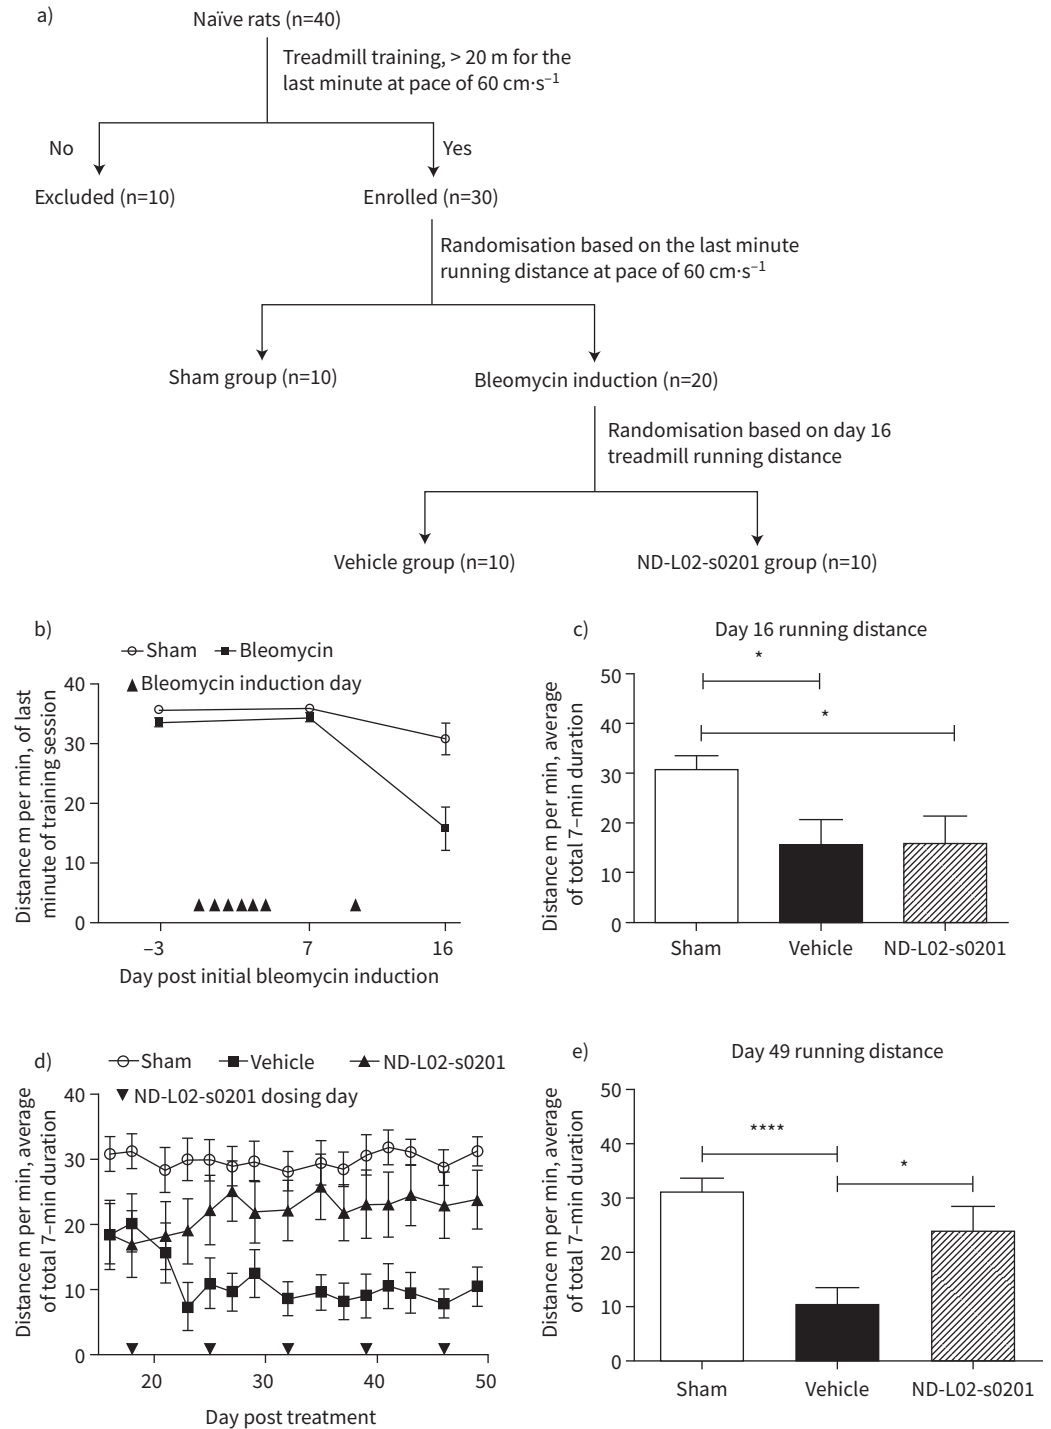 a)
Naïve rats (n=40)
Treadmill training, > 20 m for the
last minute at pace of 60 cm·s⁻¹
No
Yes
Excluded (n=10)
Enrolled (n=30)
Randomisation based on the last minute
running distance at pace of 60 cm·s⁻¹
Sham group (n=10)
Bleomycin induction (n=20)
Randomisation based on day 16
treadmill running distance
Vehicle group (n=10)
ND-L02-s0201 group (n=10)
b)
Sham
Bleomycin
Bleomycin induction day
Distance m per min, of last
minute of training session
40
30
20
10
0
–3
7
16
Day post initial bleomycin induction
c)
Day 16 running distance
*
*
Distance m per min, average
of total 7–min duration
50
40
30
20
10
0
Sham
Vehicle
ND-L02-s0201
d)
Sham
Vehicle
ND-L02-s0201
ND-L02-s0201 dosing day
Distance m per min, average
of total 7–min duration
40
30
20
10
0
20
30
40
50
Day post treatment
e)
Day 49 running distance
****
*
Distance m per min, average
of total 7–min duration
50
40
30
20
10
0
Sham
Vehicle
ND-L02-s0201